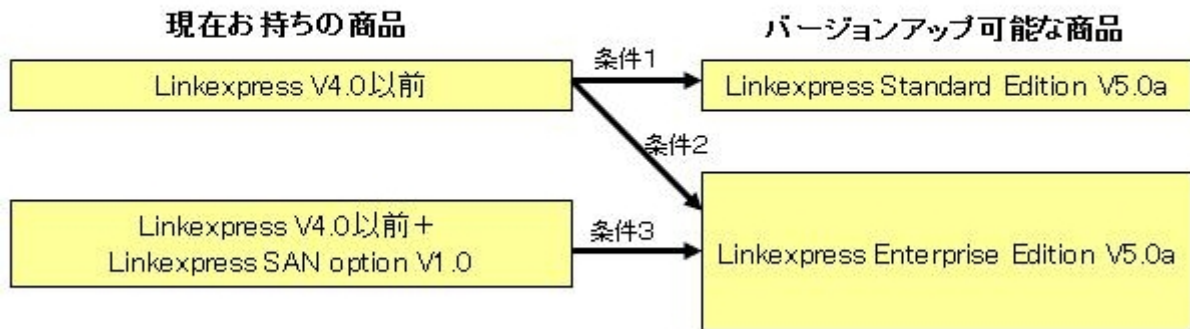 現在お持ちの商品
バージョンアップ可能な商品
Linkexpress V4.0以前
条件1
Linkexpress Standard Edition V5.0a
条件2
Linkexpress V4.0以前+
Linkexpress SAN option V1.0
条件3
Linkexpress Enterprise Edition V5.0a